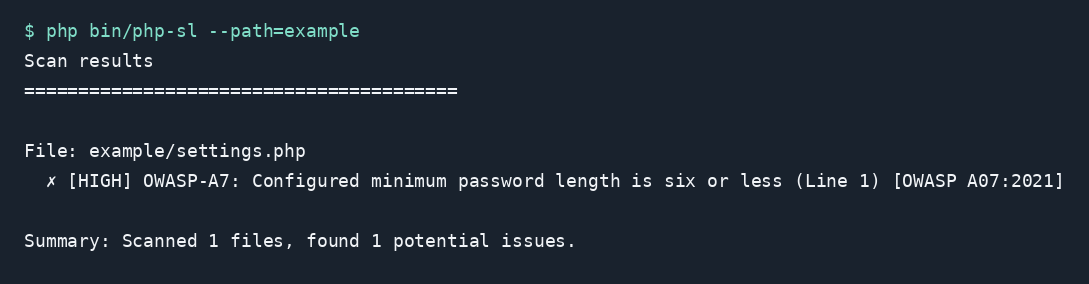 $ php bin/php-sl --path=example
Scan results
========================================
File: example/settings.php
✗ [HIGH] OWASP-A7: Configured minimum password length is six or less (Line 1) [OWASP A07:2021]
Summary: Scanned 1 files, found 1 potential issues.